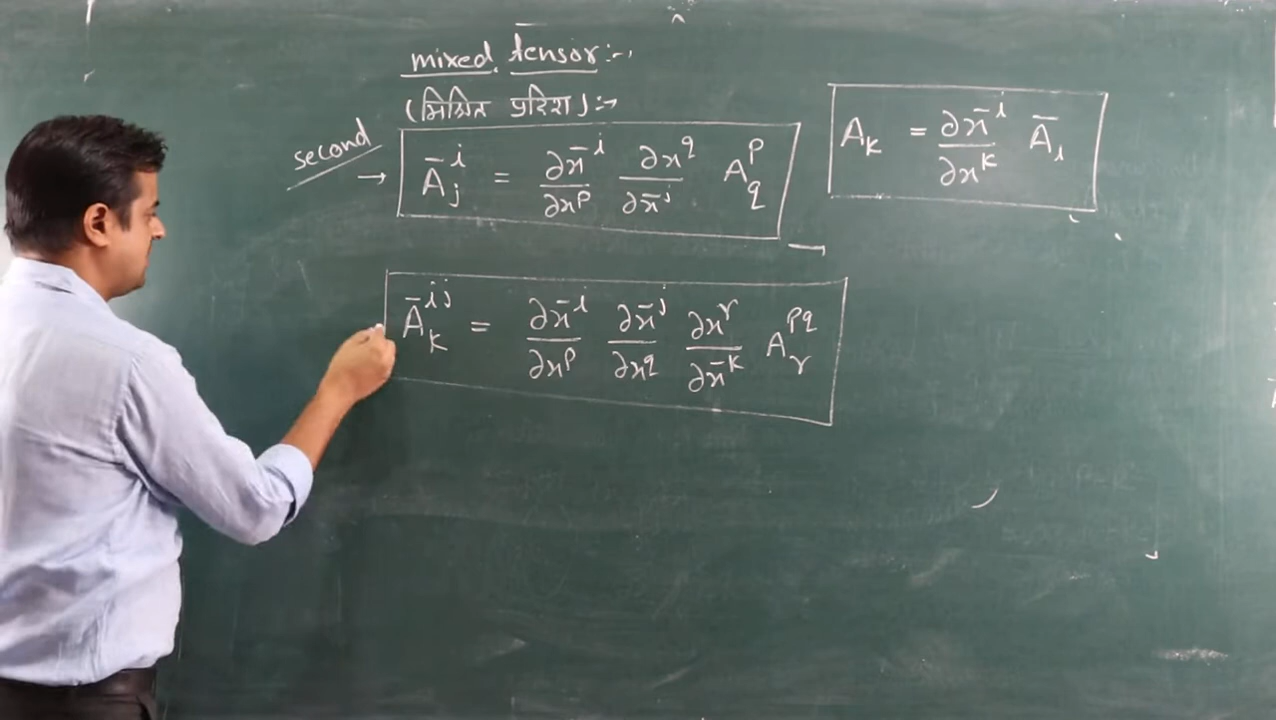 mixed tensor :-
(मिश्रित प्रदिश) :→
second → Ā^i_j = ∂x̄^i/∂x^p ∂x^q/∂x̄^j A^p_q
A_k = ∂x̄^i/∂x^k Ā_i
Ā^{ij}_k = ∂x̄^i/∂x^p ∂x̄^j/∂x^q ∂x^r/∂x̄^k A^{pq}_r